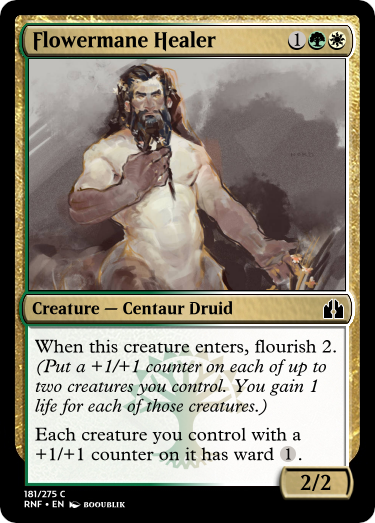 Flowermane Healer 1
Creature — Centaur Druid
When this creature enters, flourish 2.
(Put a +1/+1 counter on each of up to
two creatures you control. You gain 1
life for each of those creatures.)
Each creature you control with a
+1/+1 counter on it has ward 1.
2/2
181/275 C
RNF • EN BOOUBLIK